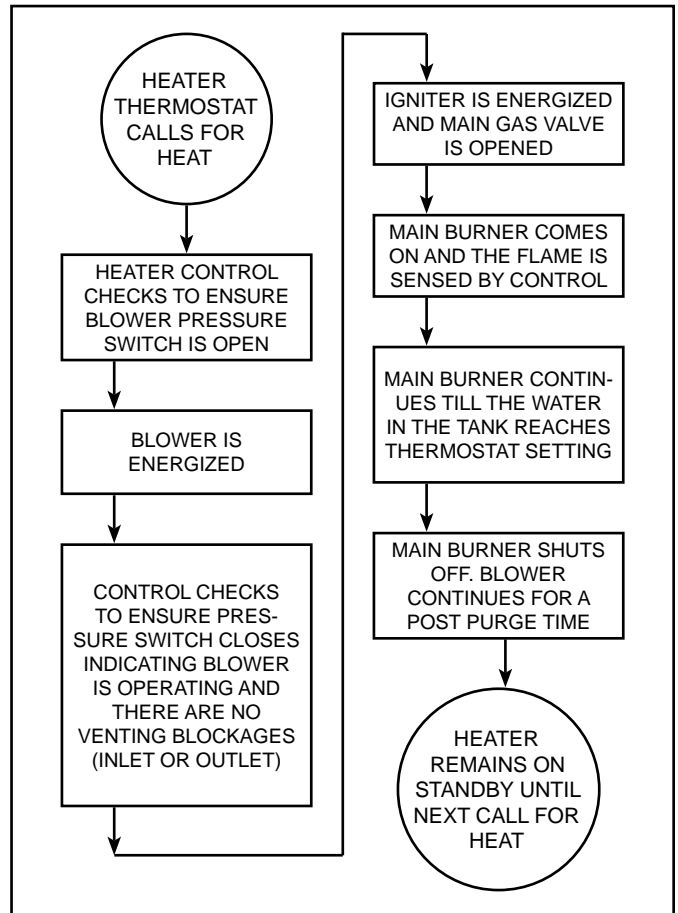 HEATER
THERMOSTAT
CALLS FOR
HEAT
HEATER CONTROL
CHECKS TO ENSURE
BLOWER PRESSURE
SWITCH IS OPEN
BLOWER IS
ENERGIZED
CONTROL CHECKS
TO ENSURE PRES-
SURE SWITCH CLOSES
INDICATING BLOWER
IS OPERATING AND
THERE ARE NO
VENTING BLOCKAGES
(INLET OR OUTLET)
IGNITER IS ENERGIZED
AND MAIN GAS VALVE
IS OPENED
MAIN BURNER COMES
ON AND THE FLAME IS
SENSED BY CONTROL
MAIN BURNER CONTIN-
UES TILL THE WATER
IN THE TANK REACHES
THERMOSTAT SETTING
MAIN BURNER SHUTS
OFF. BLOWER
CONTINUES FOR A
POST PURGE TIME
HEATER
REMAINS ON
STANDBY UNTIL
NEXT CALL FOR
HEAT